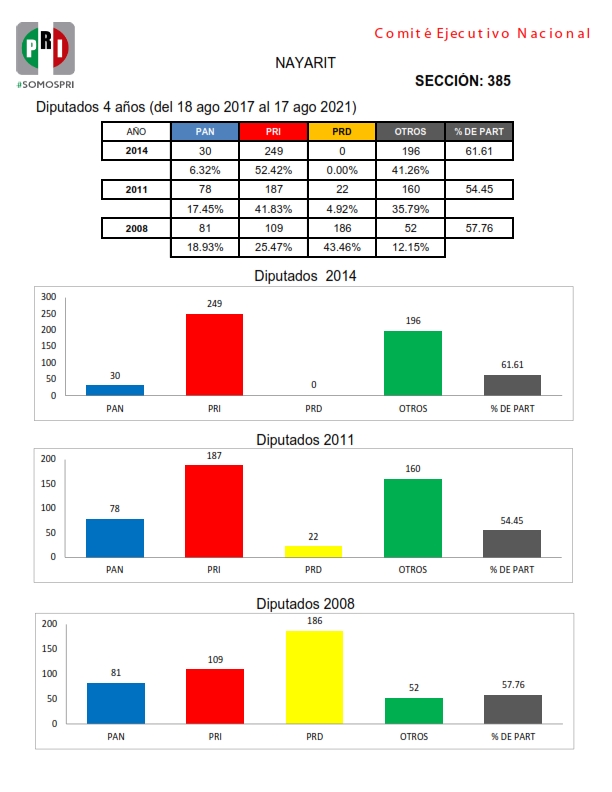 Comité Ejecutivo Nacional
PRI
#SOMOSPRI
NAYARIT
SECCIÓN: 385
Diputados 4 años (del 18 ago 2017 al 17 ago 2021)
AÑO PAN PRI PRD OTROS % DE PART
2014 30 249 0 196 61.61
6.32% 52.42% 0.00% 41.26%
2011 78 187 22 160 54.45
17.45% 41.83% 4.92% 35.79%
2008 81 109 186 52 57.76
18.93% 25.47% 43.46% 12.15%
Diputados 2014
300
250
200
150
100
50
0
30
249
0
196
61.61
PAN PRI PRD OTROS % DE PART
Diputados 2011
200
150
100
50
0
78
187
22
160
54.45
PAN PRI PRD OTROS % DE PART
Diputados 2008
200
150
100
50
0
81
109
186
52
57.76
PAN PRI PRD OTROS % DE PART